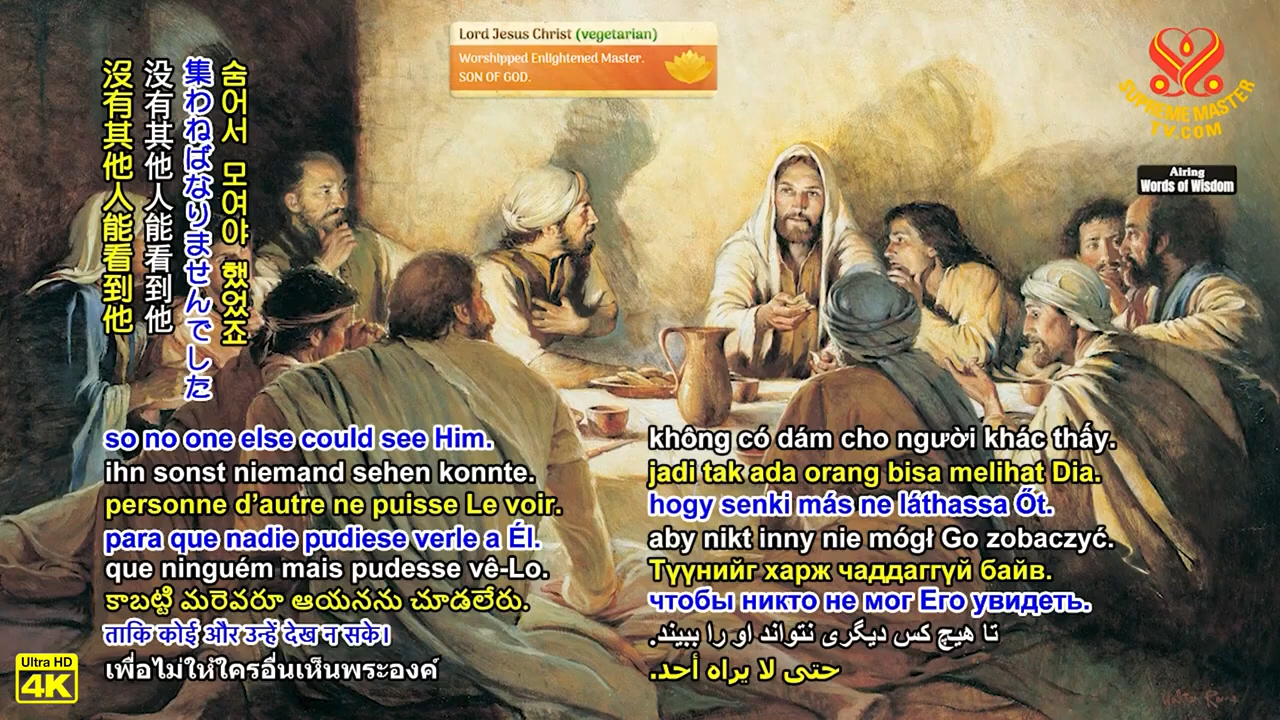 Lord Jesus Christ (vegetarian)
Worshipped Enlightened Master.
SON OF GOD.
SUPREME MASTER
TV.COM
Airing
Words of Wisdom
숨어서 모여야 했었죠
集わねばなりませんでした
没有其他人能看到他
沒有其他人能看到他
so no one else could see Him.
ihn sonst niemand sehen konnte.
personne d’autre ne puisse Le voir.
para que nadie pudiese verle a Él.
que ninguém mais pudesse vê-Lo.
కాబట్టి మరెవరూ ఆయనను చూడలేరు.
ताकि कोई और उन्हें देख न सके।
เพื่อไม่ให้ใครอื่นเห็นพระองค์
không có dám cho người khác thấy.
jadi tak ada orang bisa melihat Dia.
hogy senki más ne láthassa Őt.
aby nikt inny nie mógł Go zobaczyć.
Түүнийг харж чаддаггүй байв.
чтобы никто не мог Его увидеть.
تا هیچ کس دیگری نتواند او را ببیند.
حتى لا يراه أحد.
Ultra HD
4K